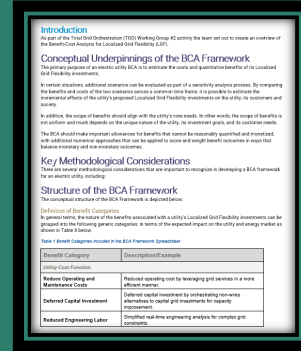 Introduction
As part of the Total Grid Orchestration (TGO) Working Group #2 activity the team set out to create an overview of
the Benefit-Cost Analysis for Localized Grid Flexibility (LGF).
Conceptual Underpinnings of the BCA Framework
The primary purpose of an electric utility BCA is to estimate the costs and quantitative benefits of its Localized
Grid Flexibility investments.
In certain situations, additional scenarios can be evaluated as part of a sensitivity analysis process. By comparing
the benefits and costs of the two scenarios across a common time frame, it is possible to estimate the
incremental effects of the utility's proposed Localized Grid Flexibility investments on the utility, its customers and
society.
In addition, the scope of benefits should align with the utility's core needs. In other words, the scope of benefits is
not uniform and much depends on the unique nature of the utility, its investment goals, and its customer needs.
The BCA should make important allowances for benefits that cannot be reasonably quantified and monetized,
with additional numerical approaches that can be applied to score and weight benefit outcomes in ways that
balance monetary and non-monetary outcomes.
Key Methodological Considerations
There are several methodological considerations that are important to recognize in developing a BCA framework
for an electric utility, including:
Structure of the BCA Framework
The conceptual structure of the BCA Framework is depicted below:
Definition of Benefit Categories
In general terms, the nature of the benefits associated with a utility's Localized Grid Flexibility investments can be
grouped into the following generic categories: in terms of the expected impact on the utility and energy market as
shown in Table X below.
Table 1 Benefit Categories Included in the BCA Framework Spreadsheet
Benefit Category Description/Example
Utility-Cost Function
Reduce Operating and Maintenance Costs
Reduced operating cost by leveraging grid services in a more
efficient manner.
Deferred Capital Investment
Deferred capital investment by orchestrating non-wires
alternatives to capital grid investments for capacity
improvement.
Reduced Engineering Labor
Simplified real-time engineering analysis for complex grid
constraints.